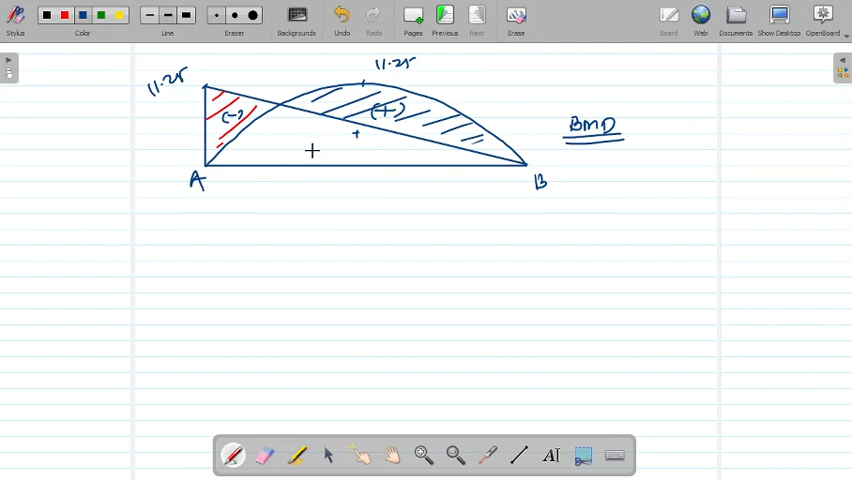 Stylus
Color
Line
Eraser
Backgrounds
Undo
Redo
Pages
Previous
Next
Erase
Board
Web
Documents
Show Desktop
OpenBoard
11.25
11.25
(-)
(+)
BMD
A
B